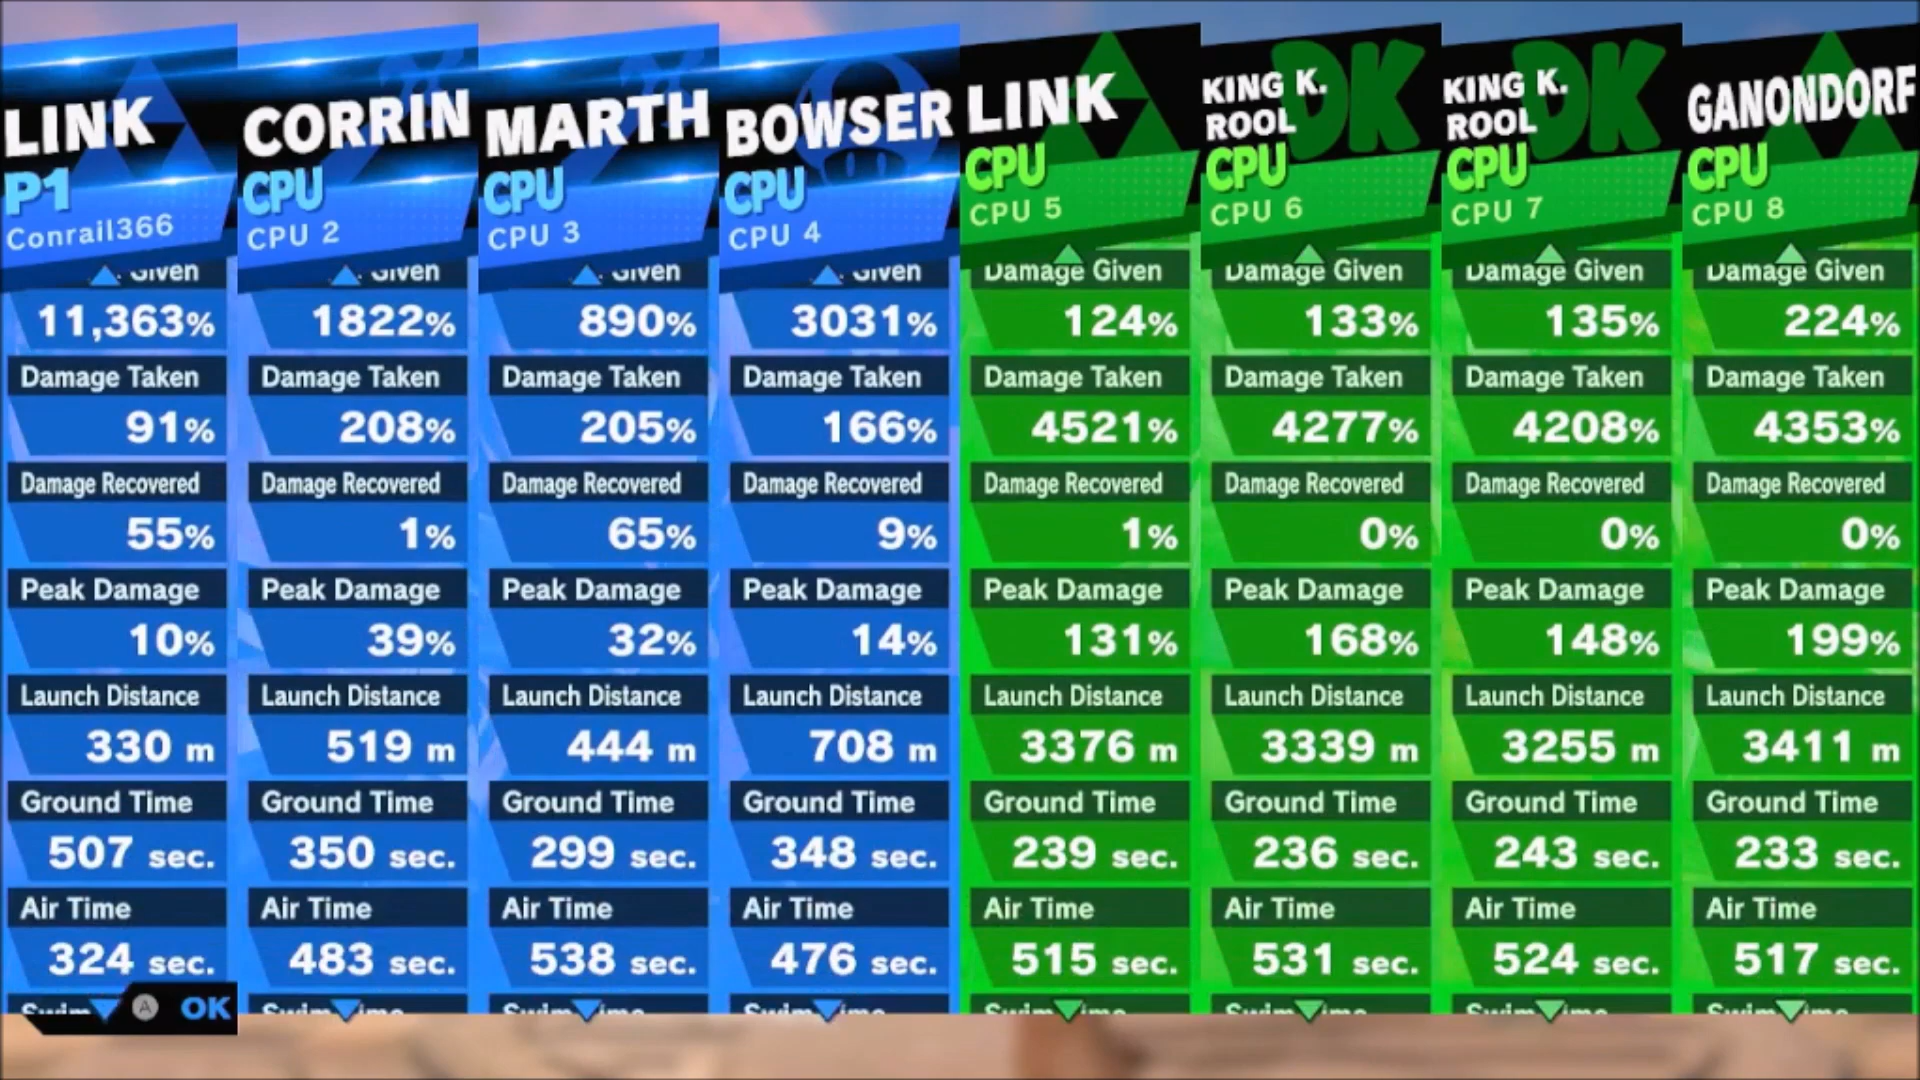 LINK
P1
Conrail366
Given
11,363%
Damage Taken
91%
Damage Recovered
55%
Peak Damage
10%
Launch Distance
330 m
Ground Time
507 sec.
Air Time
324 sec.
A OK
CORRIN
CPU
CPU 2
Given
1822%
Damage Taken
208%
Damage Recovered
1%
Peak Damage
39%
Launch Distance
519 m
Ground Time
350 sec.
Air Time
483 sec.
MARTH
CPU
CPU 3
Given
890%
Damage Taken
205%
Damage Recovered
65%
Peak Damage
32%
Launch Distance
444 m
Ground Time
299 sec.
Air Time
538 sec.
BOWSER
CPU
CPU 4
Given
3031%
Damage Taken
166%
Damage Recovered
9%
Peak Damage
14%
Launch Distance
708 m
Ground Time
348 sec.
Air Time
476 sec.
LINK
CPU
CPU 5
Damage Given
124%
Damage Taken
4521%
Damage Recovered
1%
Peak Damage
131%
Launch Distance
3376 m
Ground Time
239 sec.
Air Time
515 sec.
DK
KING K.
ROOL
CPU
CPU 6
Damage Given
133%
Damage Taken
4277%
Damage Recovered
0%
Peak Damage
168%
Launch Distance
3339 m
Ground Time
236 sec.
Air Time
531 sec.
DK
KING K.
ROOL
CPU
CPU 7
Damage Given
135%
Damage Taken
4208%
Damage Recovered
0%
Peak Damage
148%
Launch Distance
3255 m
Ground Time
243 sec.
Air Time
524 sec.
GANONDORF
CPU
CPU 8
Damage Given
224%
Damage Taken
4353%
Damage Recovered
0%
Peak Damage
199%
Launch Distance
3411 m
Ground Time
233 sec.
Air Time
517 sec.